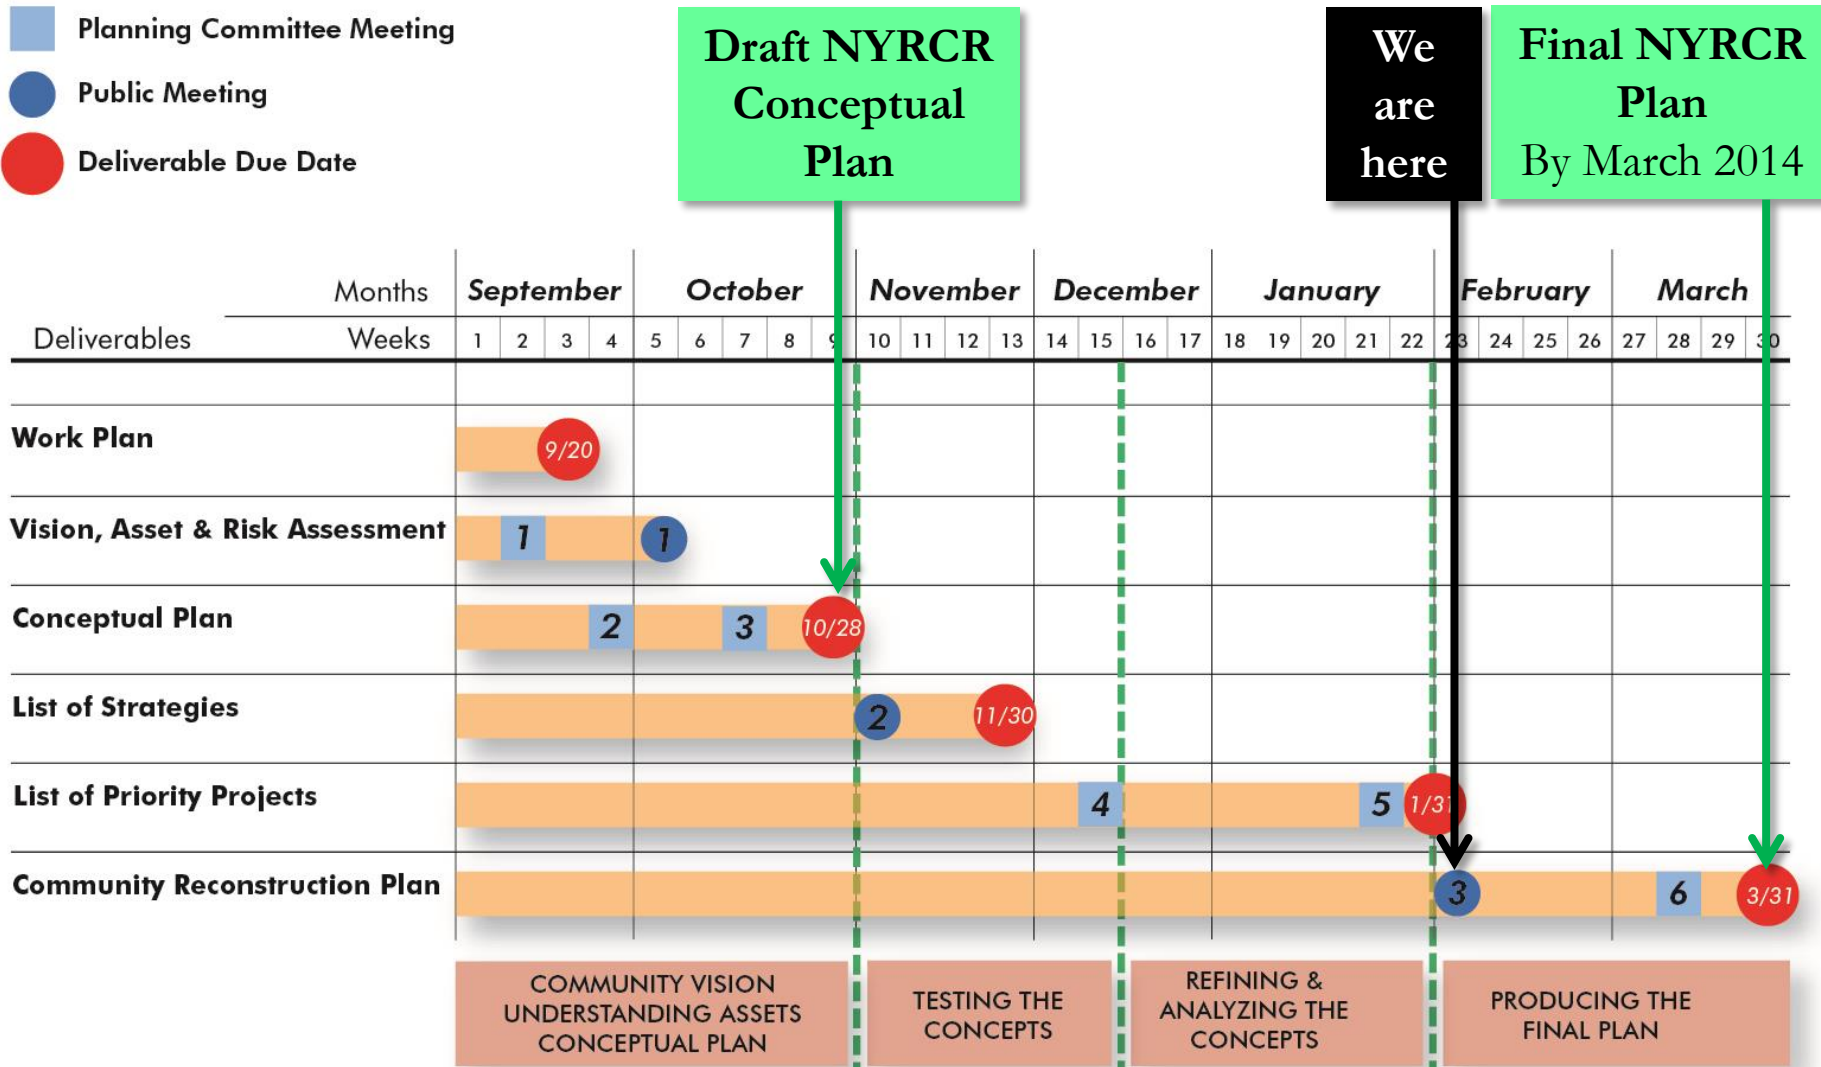 Planning Committee Meeting
Public Meeting
Deliverable Due Date
Draft NYRCR
Conceptual
Plan
We
are
here
Final NYRCR
Plan
By March 2014
Months September October November December January February March
Deliverables Weeks 1 2 3 4 5 6 7 8 9 10 11 12 13 14 15 16 17 18 19 20 21 22 23 24 25 26 27 28 29 30
Work Plan 9/20
Vision, Asset & Risk Assessment 1 1
Conceptual Plan 2 3 10/28
List of Strategies 2 11/30
List of Priority Projects 4 5 1/31
Community Reconstruction Plan 3 6 3/31
COMMUNITY VISION
UNDERSTANDING ASSETS
CONCEPTUAL PLAN
TESTING THE
CONCEPTS
REFINING &
ANALYZING THE
CONCEPTS
PRODUCING THE
FINAL PLAN